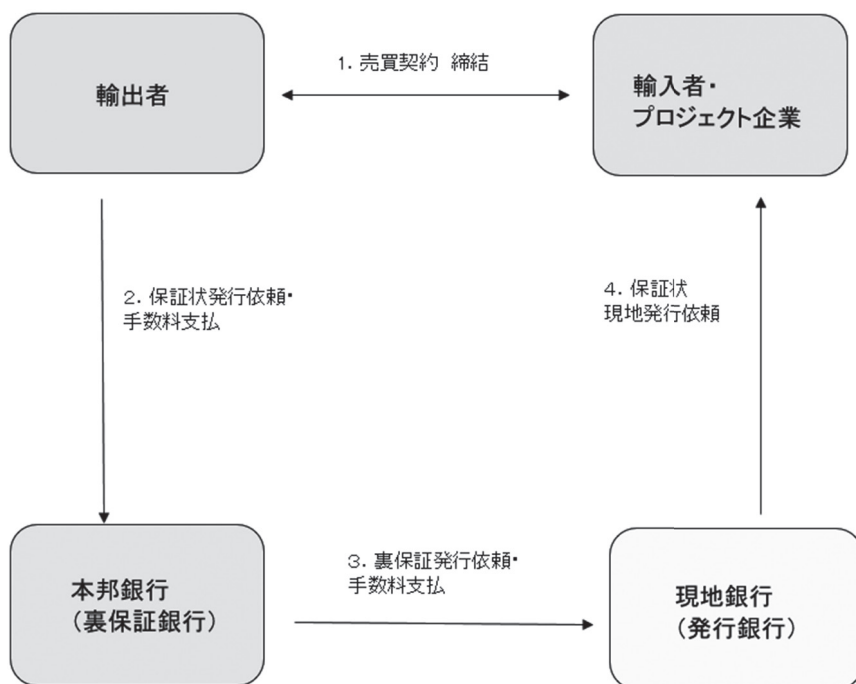 輸出者
1. 売買契約 締結
輸入者・
プロジェクト企業
2. 保証状発行依頼・
手数料支払
4. 保証状
現地発行依頼
本邦銀行
(裏保証銀行)
3. 裏保証発行依頼・
手数料支払
現地銀行
(発行銀行)